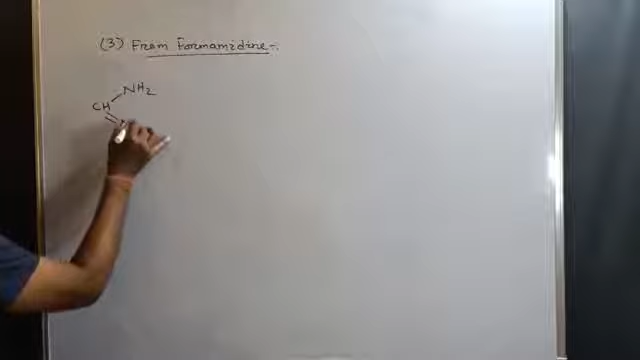 (3) From Formamidine :-
NH2
CH